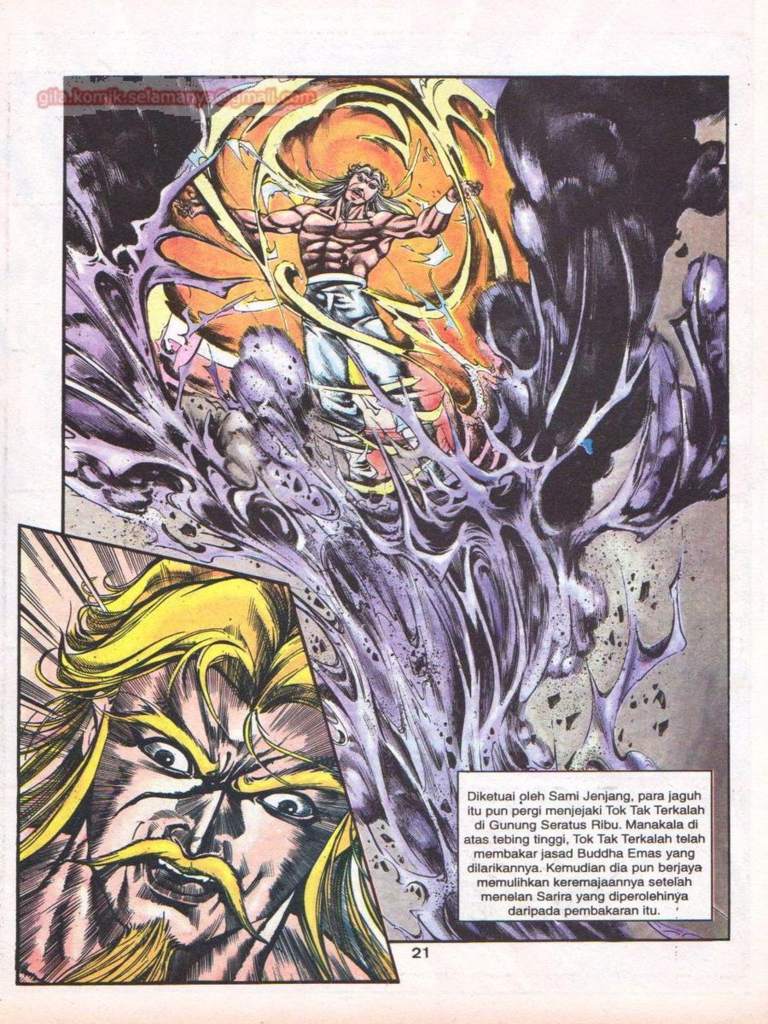 gila.komik.selamanya@gmail.com
Diketuai oleh Sami Jenjang, para jaguh
itu pun pergi menjejaki Tok Tak Terkalah
di Gunung Seratus Ribu. Manakala di
atas tebing tinggi, Tok Tak Terkalah telah
membakar jasad Buddha Emas yang
dilarikannya. Kemudian dia pun berjaya
memulihkan keremajaannya setelah
menelan Sarira yang diperolehinya
daripada pembakaran itu.
21